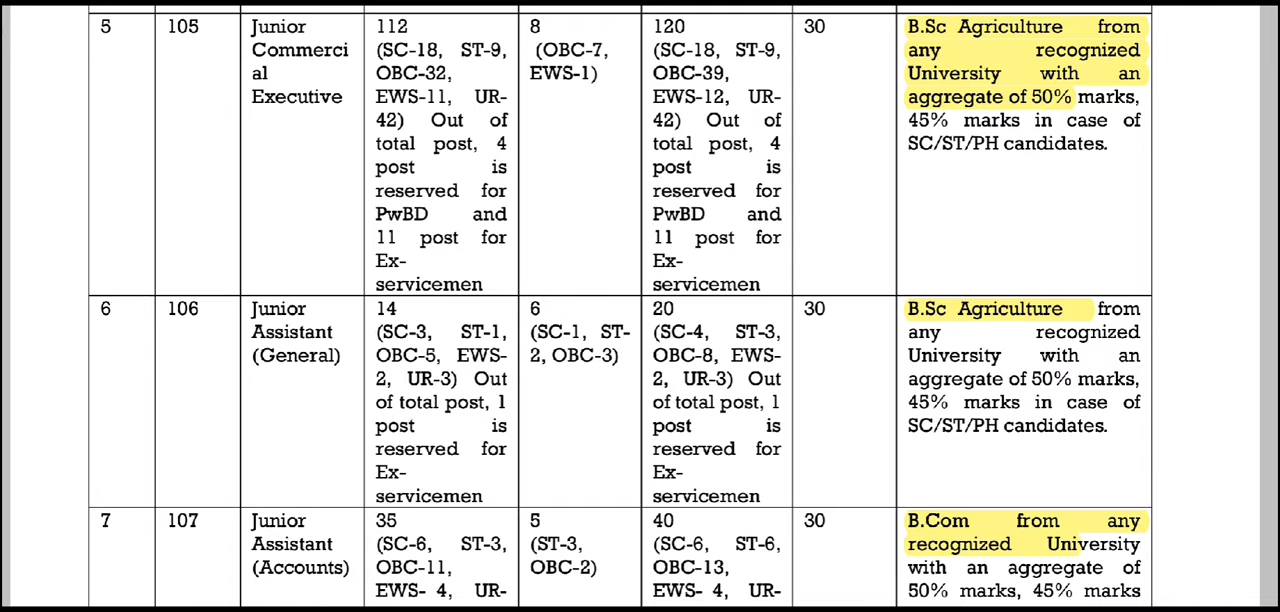 5
105
Junior
Commerci
al
Executive
112
(SC-18, ST-9,
OBC-32,
EWS-11, UR-
42) Out of
total post, 4
post is
reserved for
PwBD and
11 post for
Ex-
servicemen
8
(OBC-7,
EWS-1)
120
(SC-18, ST-9,
OBC-39,
EWS-12, UR-
42) Out of
total post, 4
post is
reserved for
PwBD and
11 post for
Ex-
servicemen
30
B.Sc Agriculture from
any recognized
University with an
aggregate of 50% marks,
45% marks in case of
SC/ST/PH candidates.
6
106
Junior
Assistant
(General)
14
(SC-3, ST-1,
OBC-5, EWS-
2, UR-3) Out
of total post, 1
post is
reserved for
Ex-
servicemen
6
(SC-1, ST-
2, OBC-3)
20
(SC-4, ST-3,
OBC-8, EWS-
2, UR-3) Out
of total post, 1
post is
reserved for
Ex-
servicemen
30
B.Sc Agriculture from
any recognized
University with an
aggregate of 50% marks,
45% marks in case of
SC/ST/PH candidates.
7
107
Junior
Assistant
(Accounts)
35
(SC-6, ST-3,
OBC-11,
EWS- 4, UR-
5
(ST-3,
OBC-2)
40
(SC-6, ST-6,
OBC-13,
EWS- 4, UR-
30
B.Com from any
recognized University
with an aggregate of
50% marks, 45% marks